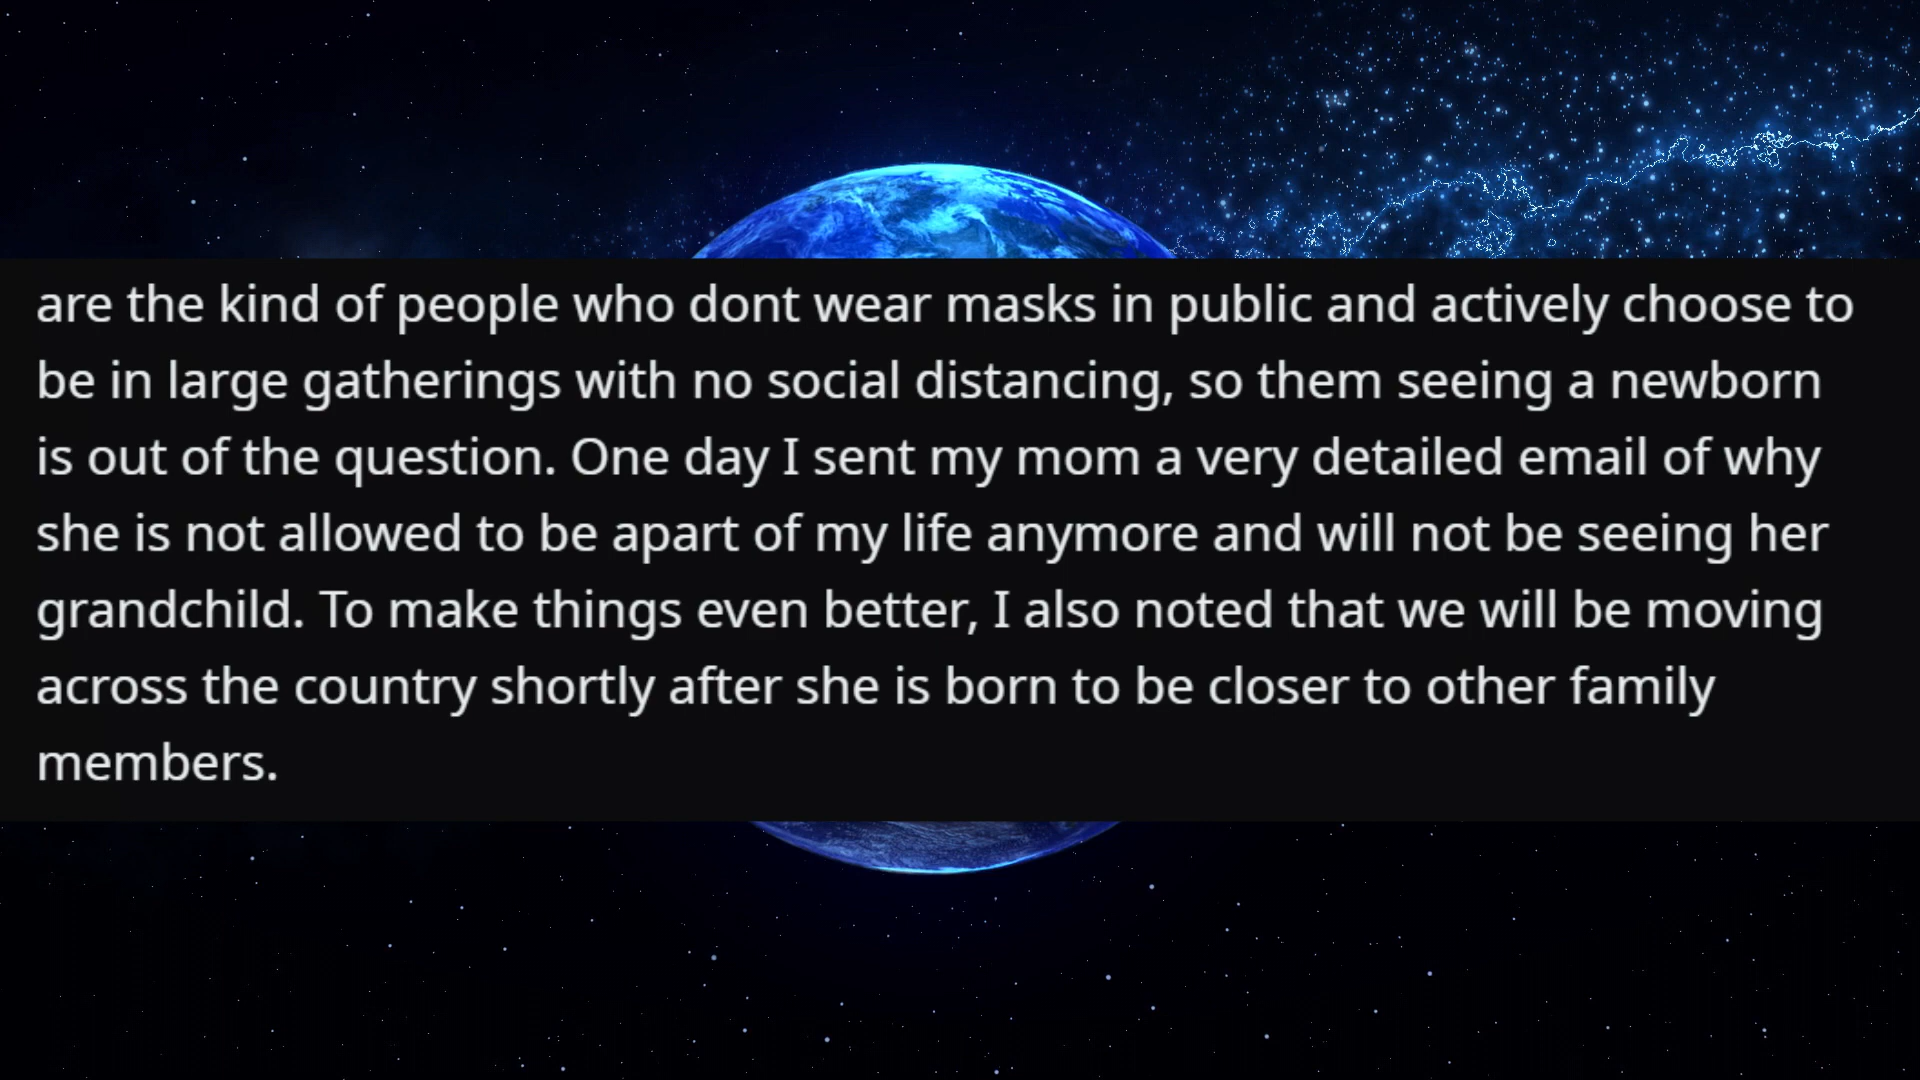 are the kind of people who dont wear masks in public and actively choose to
be in large gatherings with no social distancing, so them seeing a newborn
is out of the question. One day I sent my mom a very detailed email of why
she is not allowed to be apart of my life anymore and will not be seeing her
grandchild. To make things even better, I also noted that we will be moving
across the country shortly after she is born to be closer to other family
members.